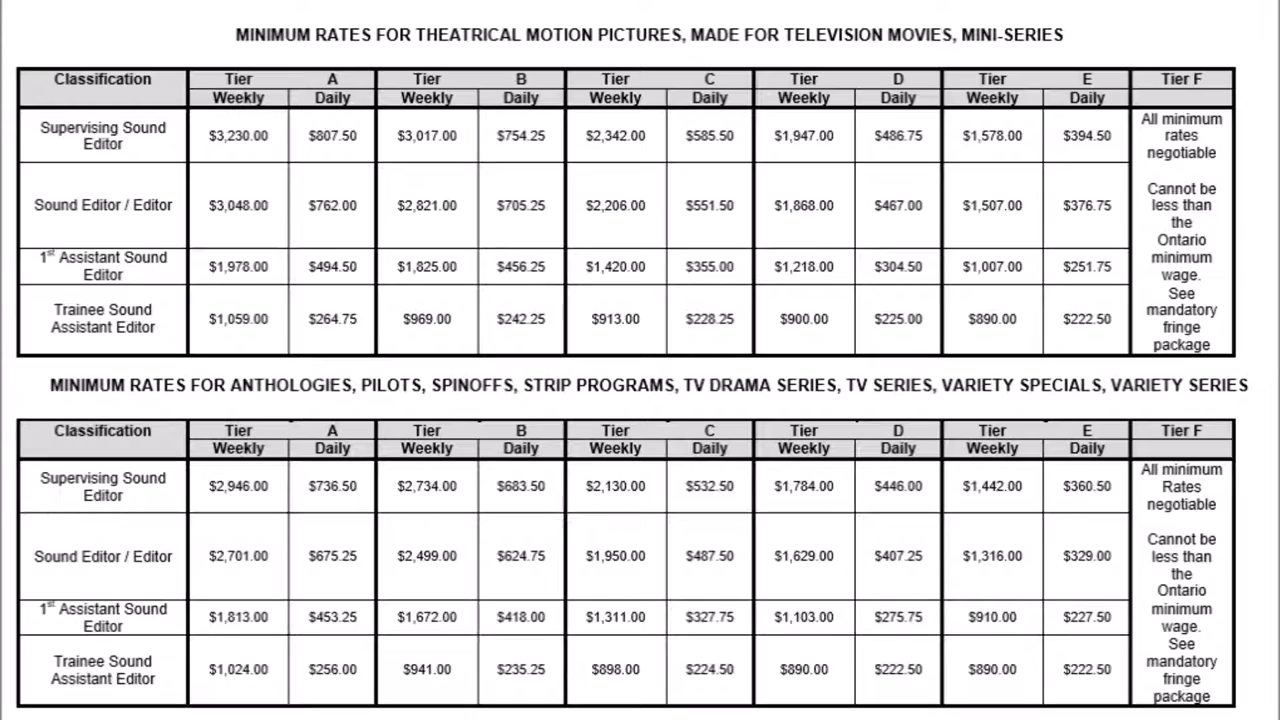 MINIMUM RATES FOR THEATRICAL MOTION PICTURES, MADE FOR TELEVISION MOVIES, MINI-SERIES
Classification Tier A Tier B Tier C Tier D Tier E Tier F
Weekly Daily Weekly Daily Weekly Daily Weekly Daily Weekly Daily
Supervising Sound Editor $3,230.00 $807.50 $3,017.00 $754.25 $2,342.00 $585.50 $1,947.00 $486.75 $1,578.00 $394.50
Sound Editor / Editor $3,048.00 $762.00 $2,821.00 $705.25 $2,206.00 $551.50 $1,868.00 $467.00 $1,507.00 $376.75
1st Assistant Sound Editor $1,978.00 $494.50 $1,825.00 $456.25 $1,420.00 $355.00 $1,218.00 $304.50 $1,007.00 $251.75
Trainee Sound Assistant Editor $1,059.00 $264.75 $969.00 $242.25 $913.00 $228.25 $900.00 $225.00 $890.00 $222.50
All minimum
rates
negotiable
Cannot be
less than
the
Ontario
minimum
wage.
See
mandatory
fringe
package
MINIMUM RATES FOR ANTHOLOGIES, PILOTS, SPINOFFS, STRIP PROGRAMS, TV DRAMA SERIES, TV SERIES, VARIETY SPECIALS, VARIETY SERIES
Classification Tier A Tier B Tier C Tier D Tier E Tier F
Weekly Daily Weekly Daily Weekly Daily Weekly Daily Weekly Daily
Supervising Sound Editor $2,946.00 $736.50 $2,734.00 $683.50 $2,130.00 $532.50 $1,784.00 $446.00 $1,442.00 $360.50
Sound Editor / Editor $2,701.00 $675.25 $2,499.00 $624.75 $1,950.00 $487.50 $1,629.00 $407.25 $1,316.00 $329.00
1st Assistant Sound Editor $1,813.00 $453.25 $1,672.00 $418.00 $1,311.00 $327.75 $1,103.00 $275.75 $910.00 $227.50
Trainee Sound Assistant Editor $1,024.00 $256.00 $941.00 $235.25 $898.00 $224.50 $890.00 $222.50 $890.00 $222.50
All minimum
Rates
negotiable
Cannot be
less than
the
Ontario
minimum
wage.
See
mandatory
fringe
package